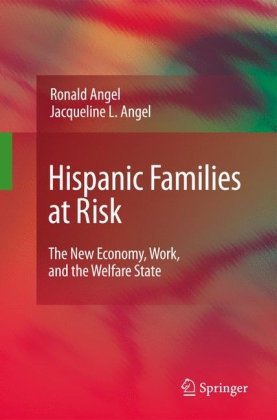 Ronald Angel
Jacqueline L. Angel
Hispanic Families
at Risk
The New Economy, Work,
and the Welfare State
Springer